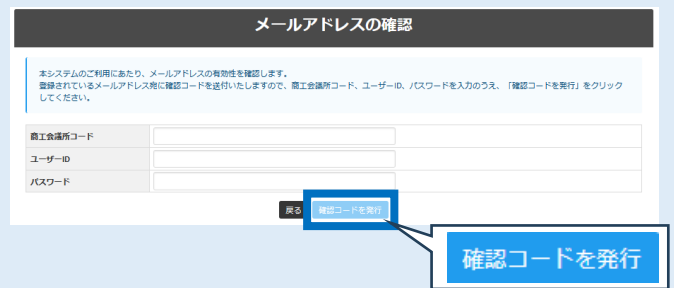 メールアドレスの確認
本システムのご利用にあたり、メールアドレスの有効性を確認します。
登録されているメールアドレス宛に確認コードを送付いたしますので、商工会議所コード、ユーザーID、パスワードを入力のうえ、「確認コードを発行」をクリック
してください。
商工会議所コード
ユーザーID
パスワード
戻る 確認コードを発行
確認コードを発行